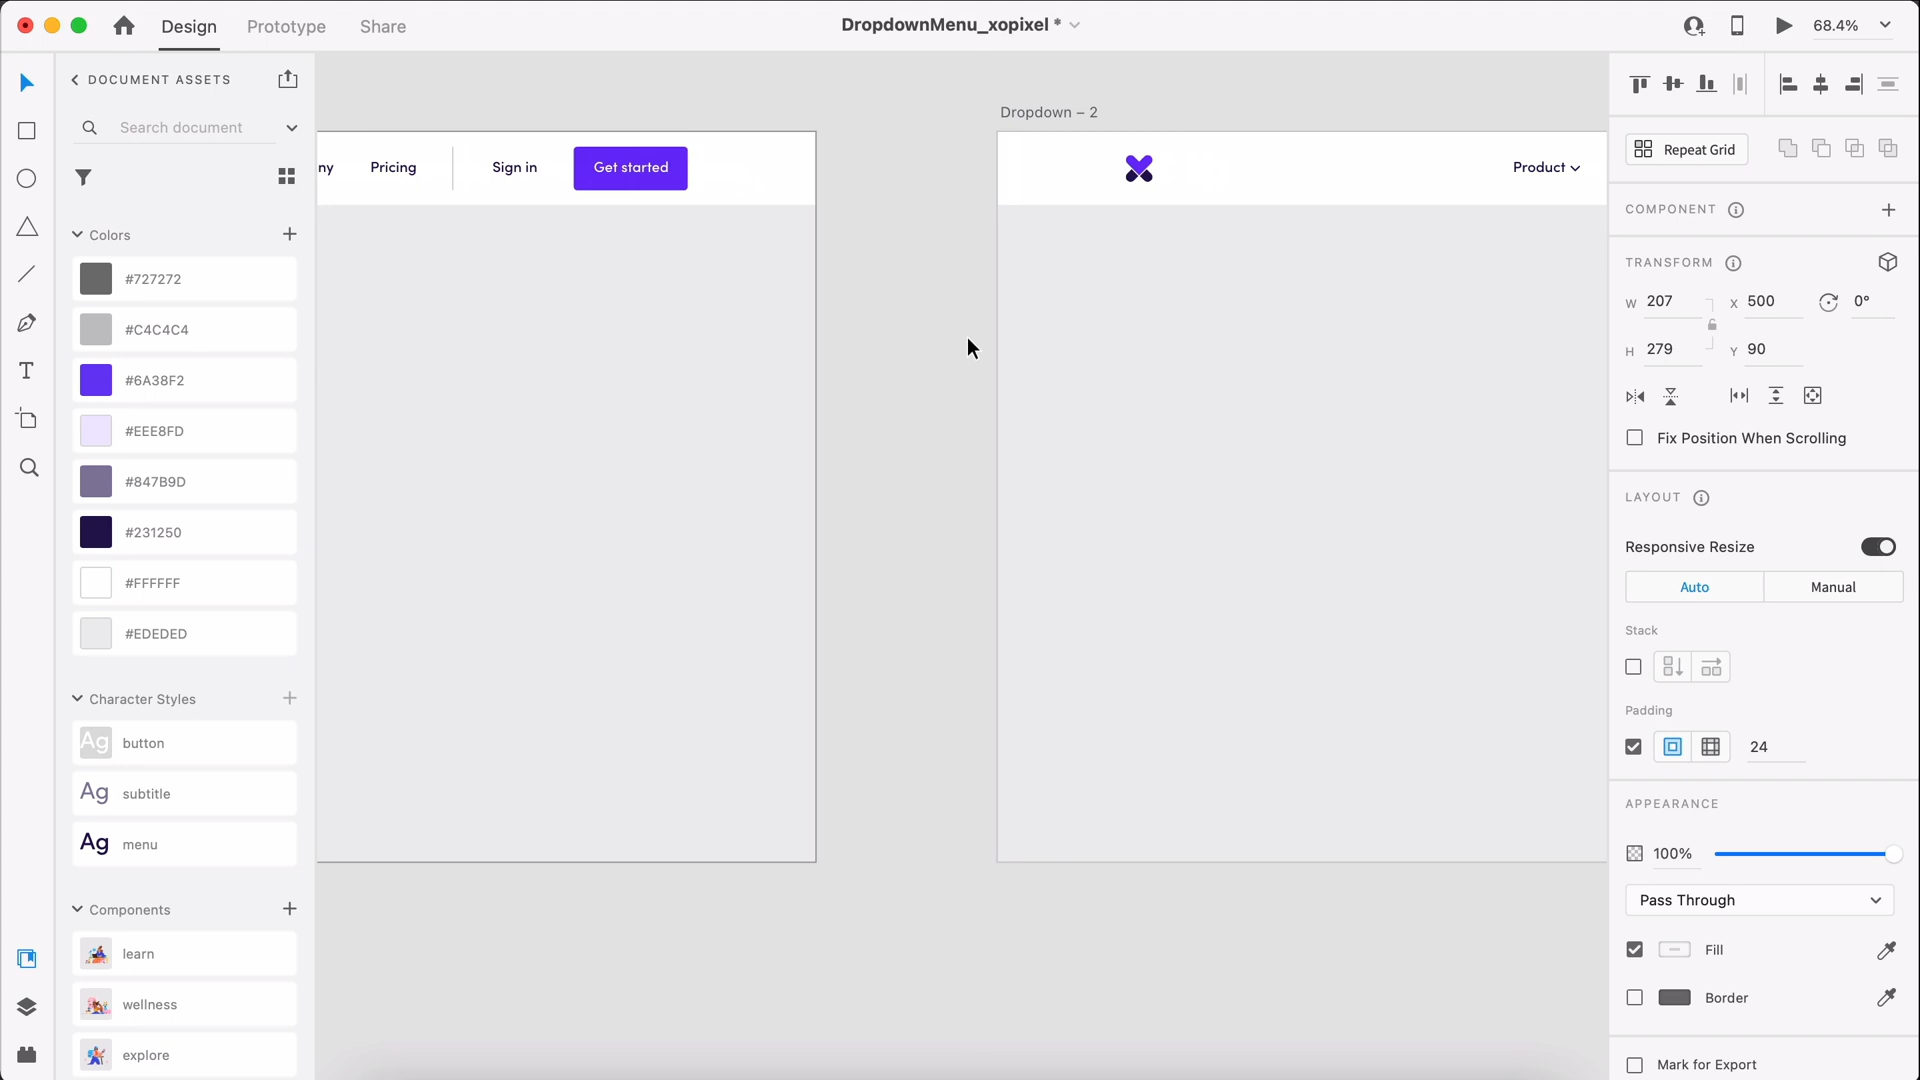 Design
Prototype
Share
DropdownMenu_xopixel *
68.4%
DOCUMENT ASSETS
Search document
Colors
#727272
#C4C4C4
#6A38F2
#EEE8FD
#847B9D
#231250
#FFFFFF
#EDEDED
Character Styles
Ag button
Ag subtitle
Ag menu
Components
learn
wellness
explore
ny
Pricing
Sign in
Get started
Dropdown – 2
Product
Repeat Grid
COMPONENT
TRANSFORM
W 207
X 500
0°
H 279
Y 90
Fix Position When Scrolling
LAYOUT
Responsive Resize
Auto
Manual
Stack
Padding
24
APPEARANCE
100%
Pass Through
Fill
Border
Mark for Export